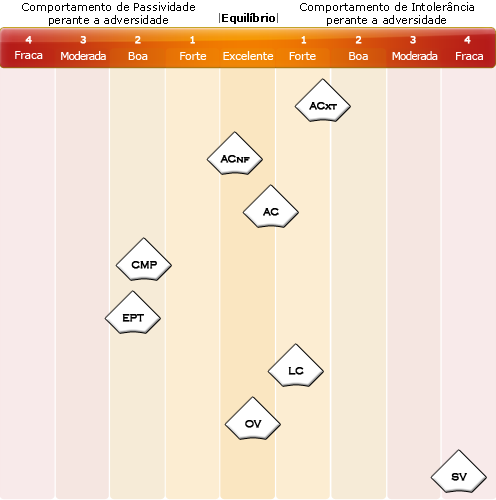 Comportamento de Passividade
perante a adversidade
|Equilíbrio|
Comportamento de Intolerância
perante a adversidade
4 3 2 1 1 2 3 4
Fraca Moderada Boa Forte Excelente Forte Boa Moderada Fraca
ACXT
ACNF
AC
CMP
EPT
LC
OV
SV